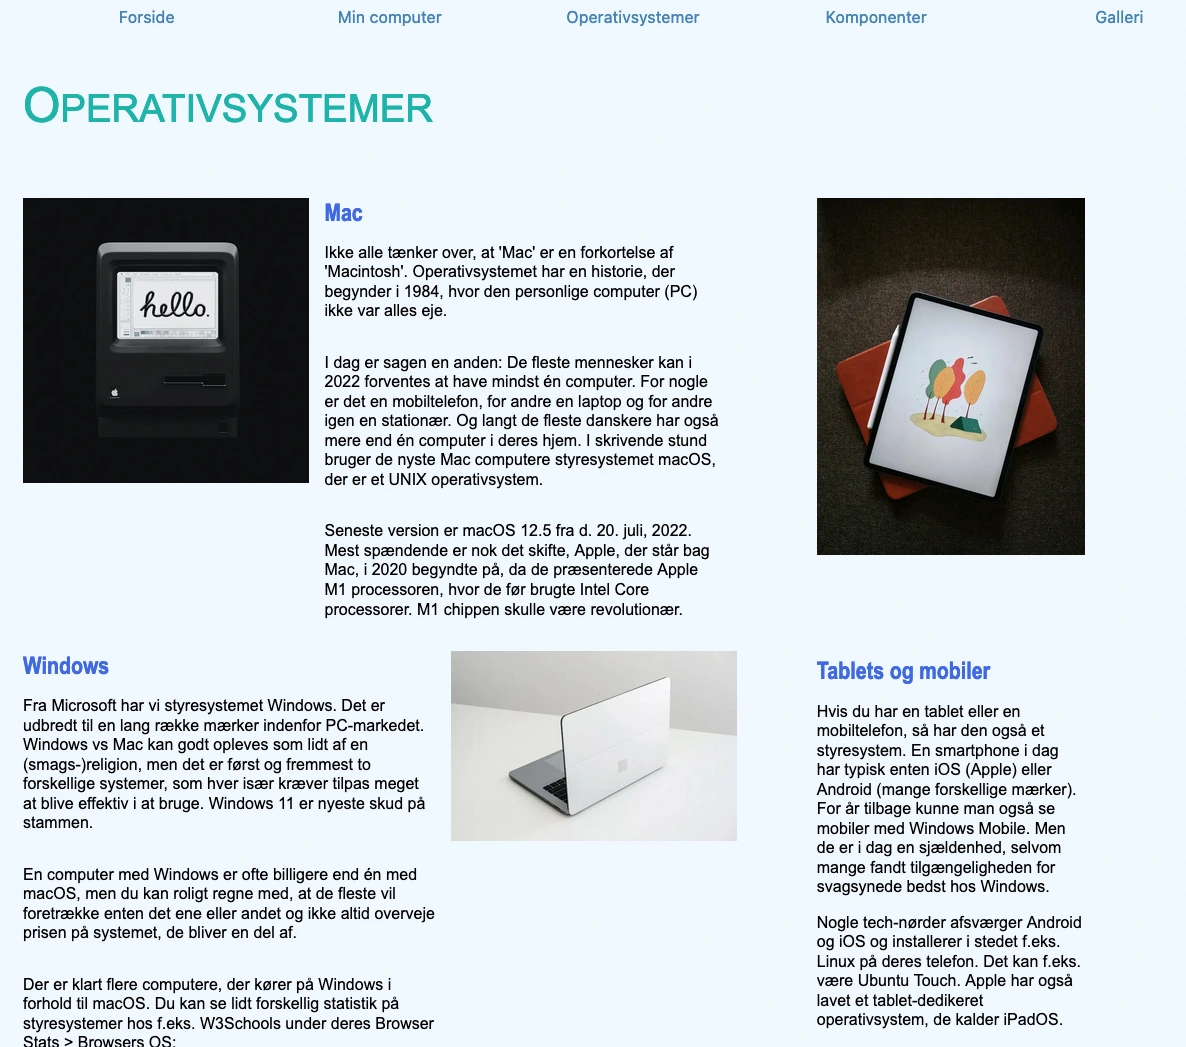 Forside
Min computer
Operativsystemer
Komponenter
Galleri
OPERATIVSYSTEMER
hello.
Mac
Ikke alle tænker over, at 'Mac' er en forkortelse af
'Macintosh'. Operativsystemet har en historie, der
begynder i 1984, hvor den personlige computer (PC)
ikke var alles eje.
I dag er sagen en anden: De fleste mennesker kan i
2022 forventes at have mindst én computer. For nogle
er det en mobiltelefon, for andre en laptop og for andre
igen en stationær. Og langt de fleste danskere har også
mere end én computer i deres hjem. I skrivende stund
bruger de nyste Mac computere styresystemet macOS,
der er et UNIX operativsystem.
Seneste version er macOS 12.5 fra d. 20. juli, 2022.
Mest spændende er nok det skifte, Apple, der står bag
Mac, i 2020 begyndte på, da de præsenterede Apple
M1 processoren, hvor de før brugte Intel Core
processorer. M1 chippen skulle være revolutionær.
Windows
Fra Microsoft har vi styresystemet Windows. Det er
udbredt til en lang række mærker indenfor PC-markedet.
Windows vs Mac kan godt opleves som lidt af en
(smags-)religion, men det er først og fremmest to
forskellige systemer, som hver især kræver tilpas meget
at blive effektiv i at bruge. Windows 11 er nyeste skud på
stammen.
En computer med Windows er ofte billigere end én med
macOS, men du kan roligt regne med, at de fleste vil
foretrække enten det ene eller andet og ikke altid overveje
prisen på systemet, de bliver en del af.
Der er klart flere computere, der kører på Windows i
forhold til macOS. Du kan se lidt forskellig statistik på
styresystemer hos f.eks. W3Schools under deres Browser
Stats > Browsers OS:
Tablets og mobiler
Hvis du har en tablet eller en
mobiltelefon, så har den også et
styresystem. En smartphone i dag
har typisk enten iOS (Apple) eller
Android (mange forskellige mærker).
For år tilbage kunne man også se
mobiler med Windows Mobile. Men
de er i dag en sjældenhed, selvom
mange fandt tilgængeligheden for
svagsynede bedst hos Windows.
Nogle tech-nørder afsværger Android
og iOS og installerer i stedet f.eks.
Linux på deres telefon. Det kan f.eks.
være Ubuntu Touch. Apple har også
lavet et tablet-dedikeret
operativsystem, de kalder iPadOS.